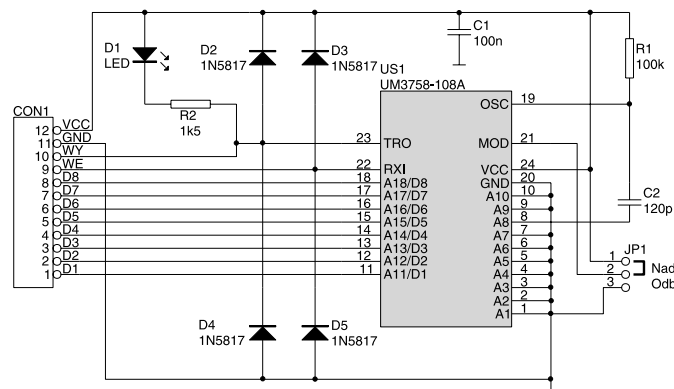 C1
100n
D1
LED
D2
1N5817
D3
1N5817
R1
100k
US1
UM3758-108A
R2
1k5
CON1
12 VCC
11 GND
10 WY
9 WE
8 D8
7 D7
6 D6
5 D5
4 D4
3 D3
2 D2
1 D1
23 TRO
22 RXI
18 A18/D8
17 A17/D7
16 A16/D6
15 A15/D5
14 A14/D4
13 A13/D3
12 A12/D2
11 A11/D1
OSC 19
MOD 21
VCC 24
GND 20
A10 10
A9 9
A8 8
A7 7
A6 6
A5 5
A4 4
A3 3
A2 2
A1 1
C2
120p
JP1
1
2 Nad
3 Odb
D4
1N5817
D5
1N5817